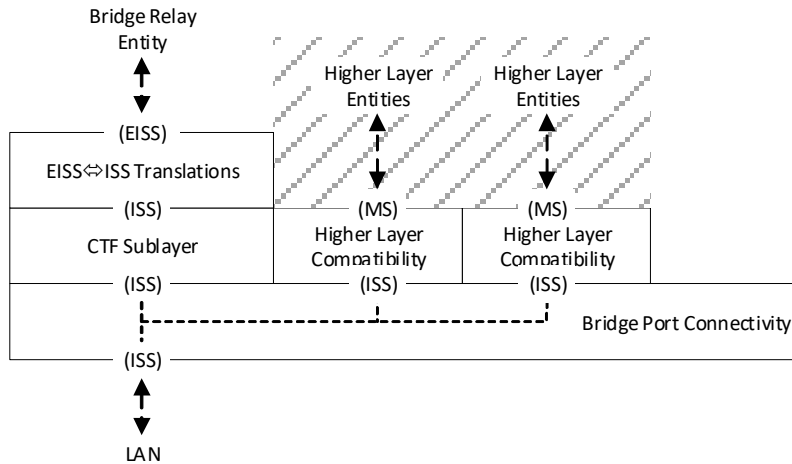 Bridge Relay
Entity
Higher Layer
Entities
Higher Layer
Entities
(EISS)
EISS⇔ISS Translations
(ISS)
(MS)
(MS)
CTF Sublayer
Higher Layer
Compatibility
Higher Layer
Compatibility
(ISS)
(ISS)
(ISS)
Bridge Port Connectivity
(ISS)
LAN